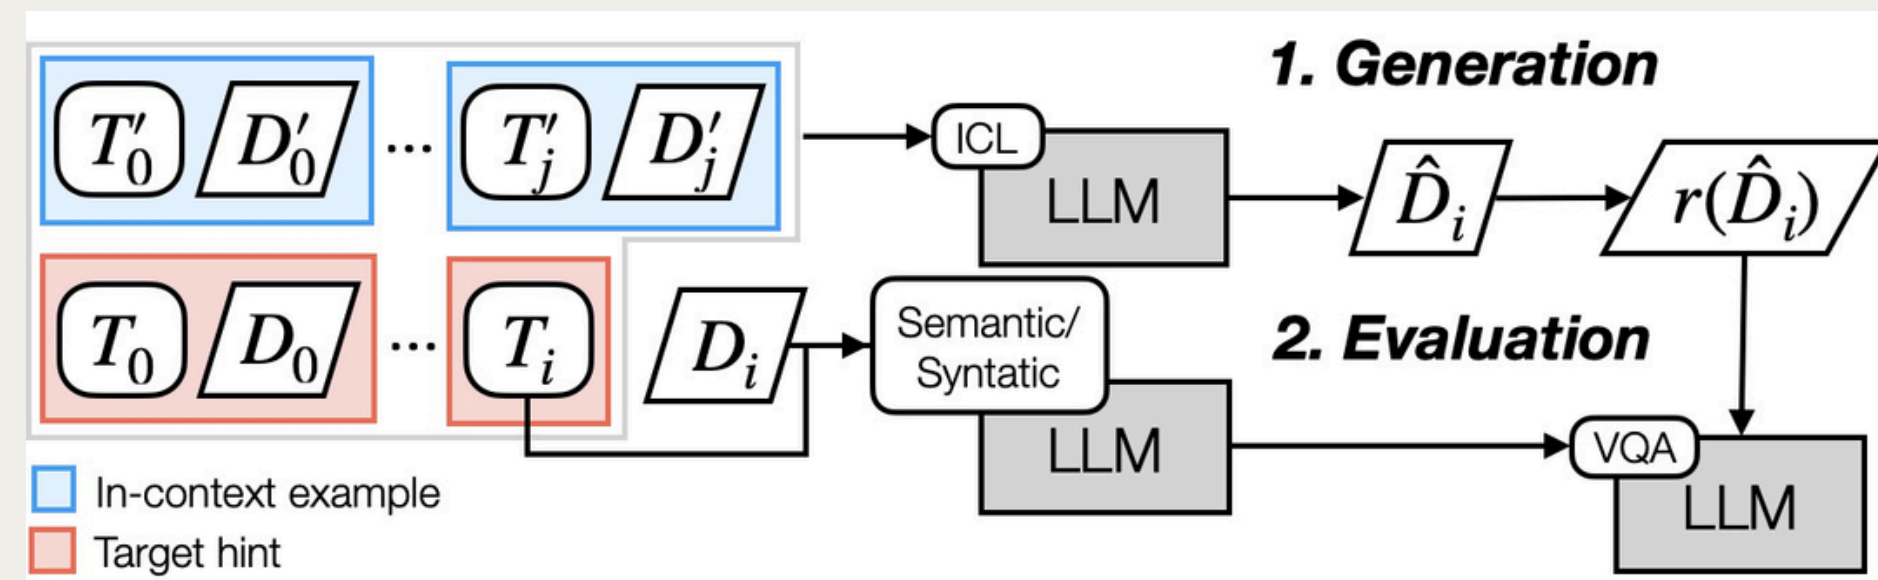 1. Generation
T′₀ D′₀ ... T′ⱼ D′ⱼ
ICL
LLM
D̂ᵢ
r(D̂ᵢ)
T₀ D₀ ... Tᵢ Dᵢ
Semantic/
Syntatic
LLM
2. Evaluation
VQA
LLM
In-context example
Target hint